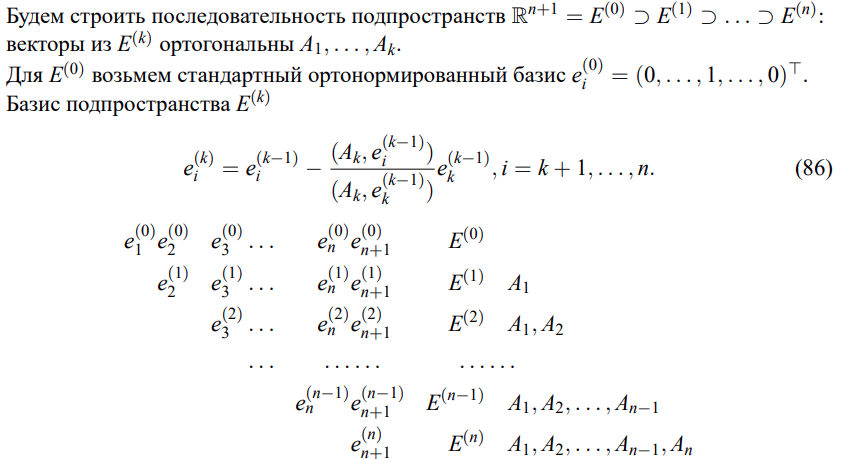 Будем строить последовательность подпространств ℝⁿ⁺¹ = E⁽⁰⁾ ⊃ E⁽¹⁾ ⊃ … ⊃ E⁽ⁿ⁾:
векторы из E⁽ᵏ⁾ ортогональны A₁, …, Aₖ.
Для E⁽⁰⁾ возьмем стандартный ортонормированный базис e_i^{(0)} = (0, …, 1, …, 0)^⊤.
Базис подпространства E⁽ᵏ⁾
e_i^{(k)} = e_i^{(k−1)} − \frac{(A_k, e_i^{(k−1)})}{(A_k, e_k^{(k−1)})} e_k^{(k−1)}, i = k + 1, …, n. (86)
e_1^{(0)} e_2^{(0)} e_3^{(0)} … e_n^{(0)} e_{n+1}^{(0)} E^{(0)}
e_2^{(1)} e_3^{(1)} … e_n^{(1)} e_{n+1}^{(1)} E^{(1)} A_1
e_3^{(2)} … e_n^{(2)} e_{n+1}^{(2)} E^{(2)} A_1, A_2
… …… ……
e_n^{(n−1)} e_{n+1}^{(n−1)} E^{(n−1)} A_1, A_2, …, A_{n−1}
e_{n+1}^{(n)} E^{(n)} A_1, A_2, …, A_{n−1}, A_n